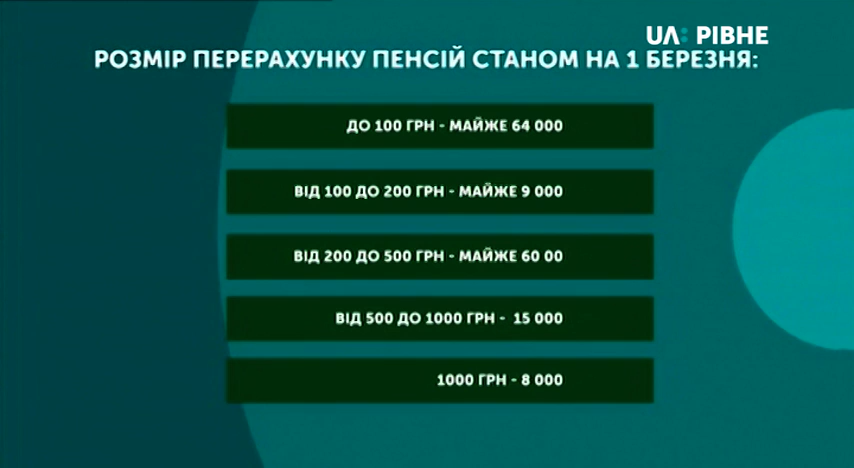 UA: РІВНЕ
РОЗМІР ПЕРЕРАХУНКУ ПЕНСІЙ СТАНОМ НА 1 БЕРЕЗНЯ:
ДО 100 ГРН - МАЙЖЕ 64 000
ВІД 100 ДО 200 ГРН - МАЙЖЕ 9 000
ВІД 200 ДО 500 ГРН - МАЙЖЕ 60 00
ВІД 500 ДО 1000 ГРН - 15 000
1000 ГРН - 8 000